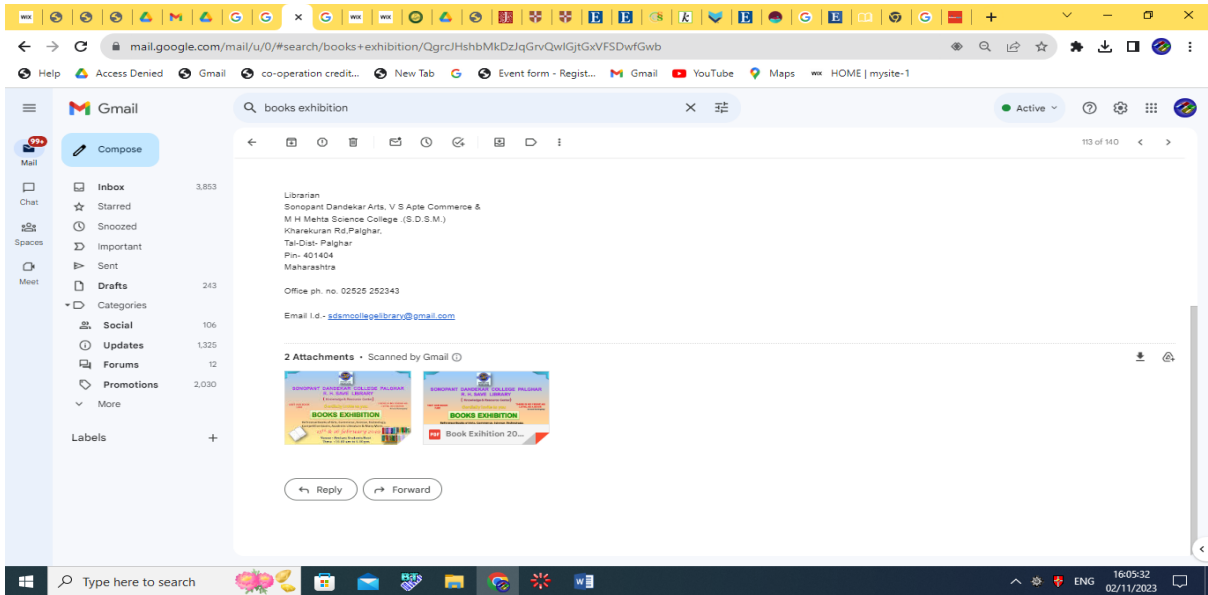 mail.google.com/mail/u/0/#search/books+exhibition/QgrcJHshbMkDzJqGrvQwlGjtGxVFSDwfGwb
Help Access Denied Gmail co-operation credit... New Tab Event form - Regist... Gmail YouTube Maps WIX HOME | mysite-1
Gmail
books exhibition
Active
99+
Mail
Chat
Spaces
Meet
Compose
Inbox 3,853
Starred
Snoozed
Important
Sent
Drafts 243
Categories
Social 106
Updates 1,325
Forums 12
Promotions 2,030
More
Labels
113 of 140
Librarian
Sonopant Dandekar Arts, V S Apte Commerce &
M H Mehta Science College .(S.D.S.M.)
Kharekuran Rd,Palghar,
Tal-Dist- Palghar
Pin- 401404
Maharashtra
Office ph. no. 02525 252343
Email I.d.- sdsmcollegelibrary@gmail.com
2 Attachments • Scanned by Gmail
SONOPANT DANDEKAR COLLEGE PALGHAR
BOOKS EXHIBITION
SONOPANT DANDEKAR COLLEGE PALGHAR
BOOKS EXHIBITION
PDF Book Exihition 20...
Reply
Forward
Type here to search
ENG
16:05:32
02/11/2023